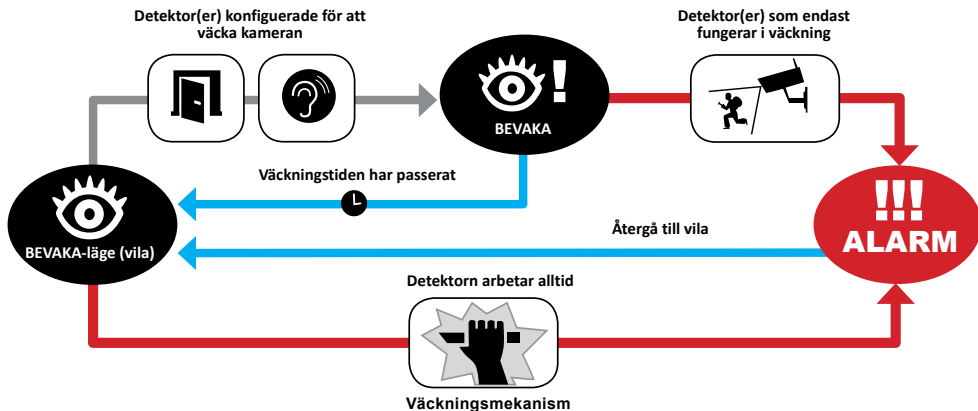 Detektor(er) konfigurerade för att
väcka kameran
Detektor(er) som endast
fungerar i väckning
BEVAKA
Väckningstiden har passerat
BEVAKA-läge (vila)
Återgå till vila
!!!
ALARM
Detektorn arbetar alltid
Väckningsmekanism